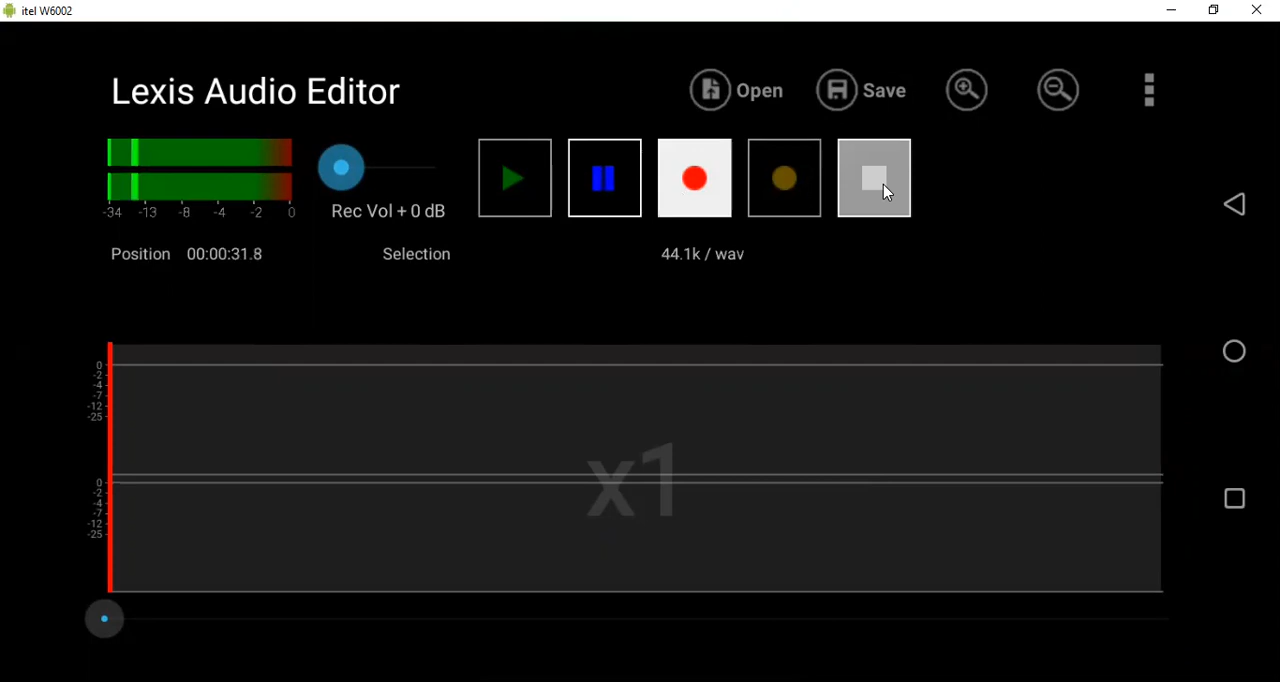 itel W6002
Lexis Audio Editor
Open
Save
-34 -13 -8 -4 -2 0
Rec Vol + 0 dB
Position 00:00:31.8
Selection
44.1k / wav
0
-2
-4
-7
-12
-25
x1
0
-2
-4
-7
-12
-25